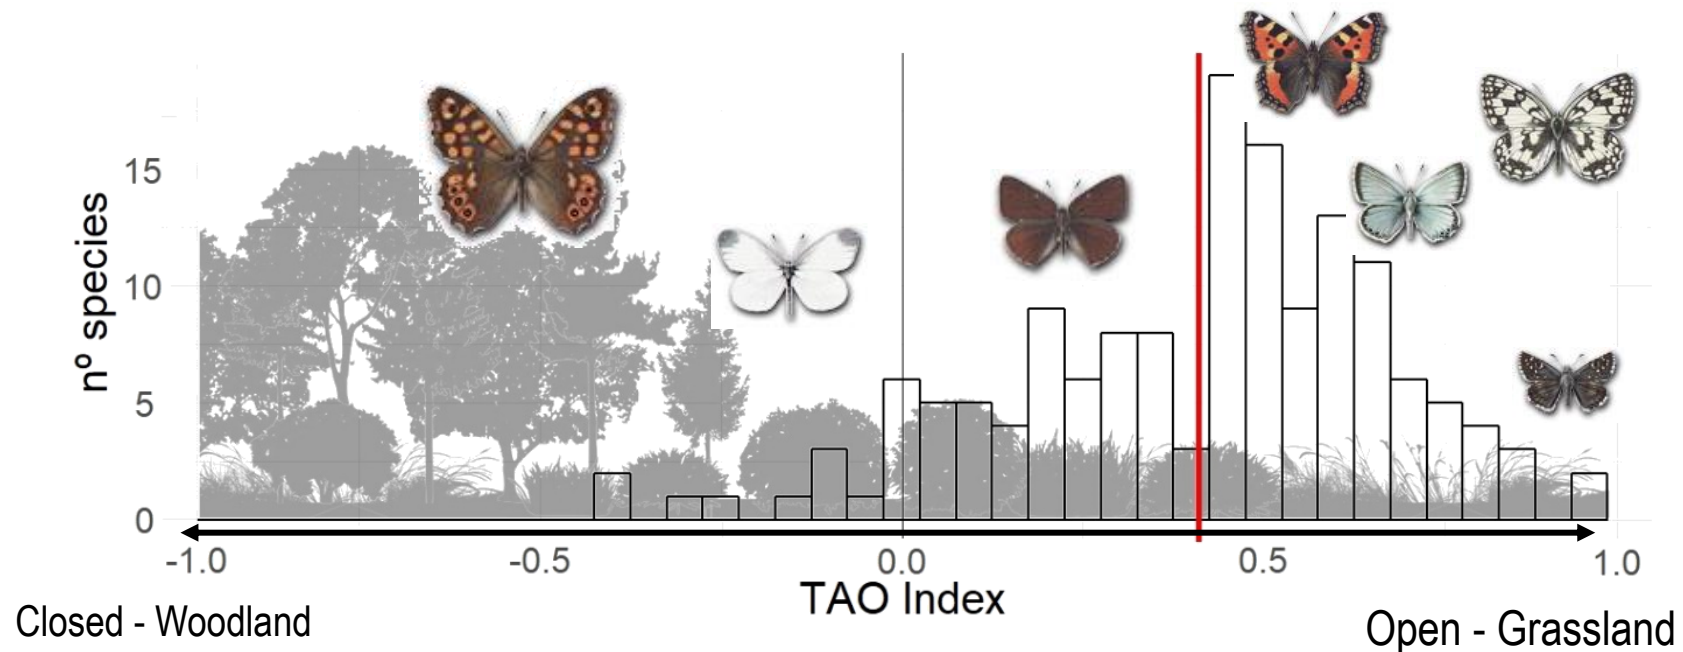 15
10
5
0
nº species
-1.0 -0.5 0.0 0.5 1.0
TAO Index
Closed - Woodland
Open - Grassland